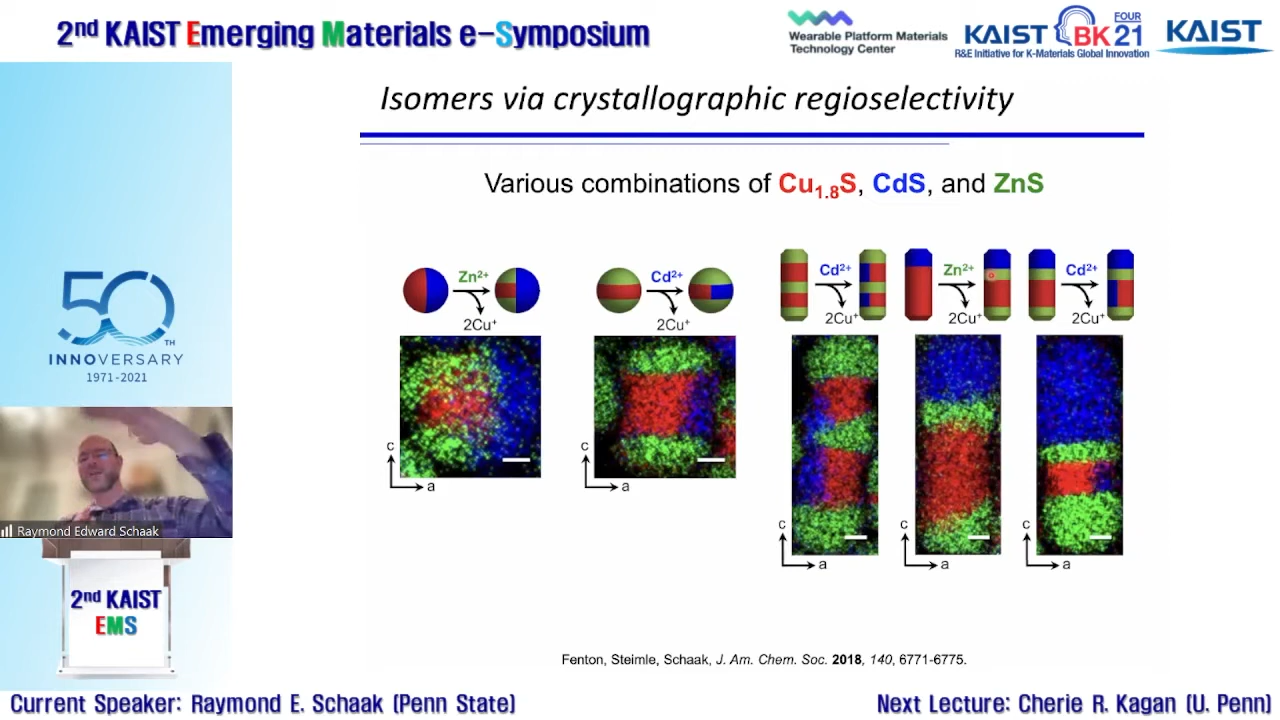 2nd KAIST Emerging Materials e-Symposium
Wearable Platform Materials
Technology Center
KAIST BK FOUR 21
R&E Initiative for K-Materials Global Innovation
KAIST
Isomers via crystallographic regioselectivity
Various combinations of Cu1.8S, CdS, and ZnS
Zn2+
2Cu+
Cd2+
2Cu+
Cd2+
2Cu+
Zn2+
2Cu+
Cd2+
2Cu+
c
a
c
a
c
a
c
a
c
a
50TH
INNOVERSARY
1971-2021
Raymond Edward Schaak
2nd KAIST
EMS
Fenton, Steimle, Schaak, J. Am. Chem. Soc. 2018, 140, 6771-6775.
Current Speaker: Raymond E. Schaak (Penn State)
Next Lecture: Cherie R. Kagan (U. Penn)